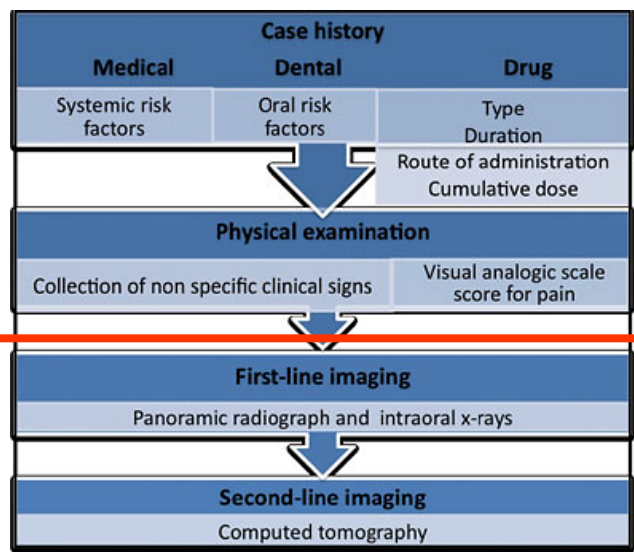 Case history
Medical Dental Drug
Systemic risk
factors
Oral risk
factors
Type
Duration
Route of administration
Cumulative dose
Physical examination
Collection of non specific clinical signs
Visual analogic scale
score for pain
First-line imaging
Panoramic radiograph and intraoral x-rays
Second-line imaging
Computed tomography